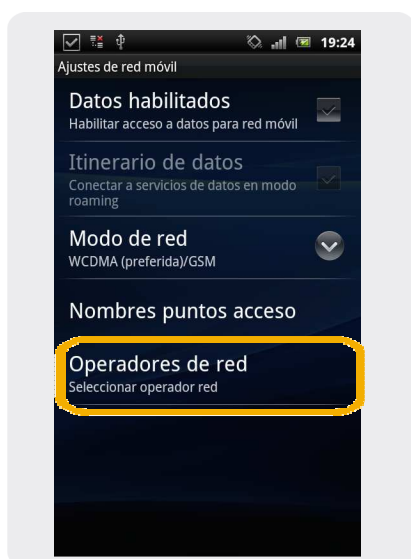 19:24
Ajustes de red móvil
Datos habilitados
Habilitar acceso a datos para red móvil
Itinerario de datos
Conectar a servicios de datos en modo
roaming
Modo de red
WCDMA (preferida)/GSM
Nombres puntos acceso
Operadores de red
Seleccionar operador red